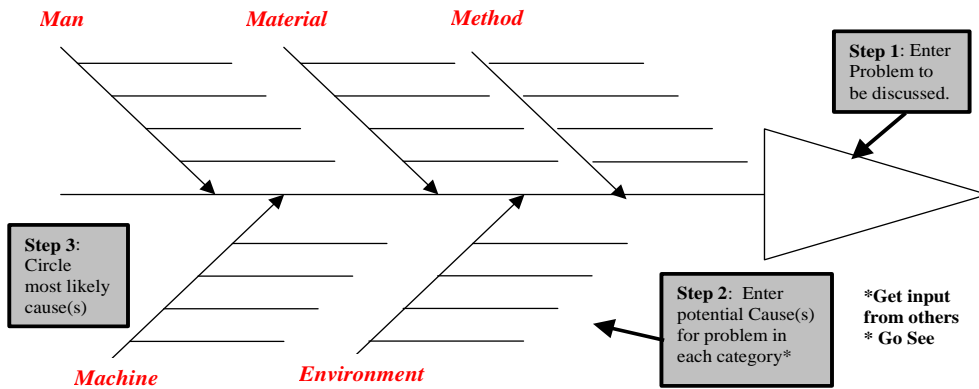 Man
Material
Method
Step 1: Enter
Problem to
be discussed.
Step 3:
Circle
most likely
cause(s)
Step 2:  Enter
potential Cause(s)
for problem in
each category*
*Get input
from others
* Go See
Machine
Environment